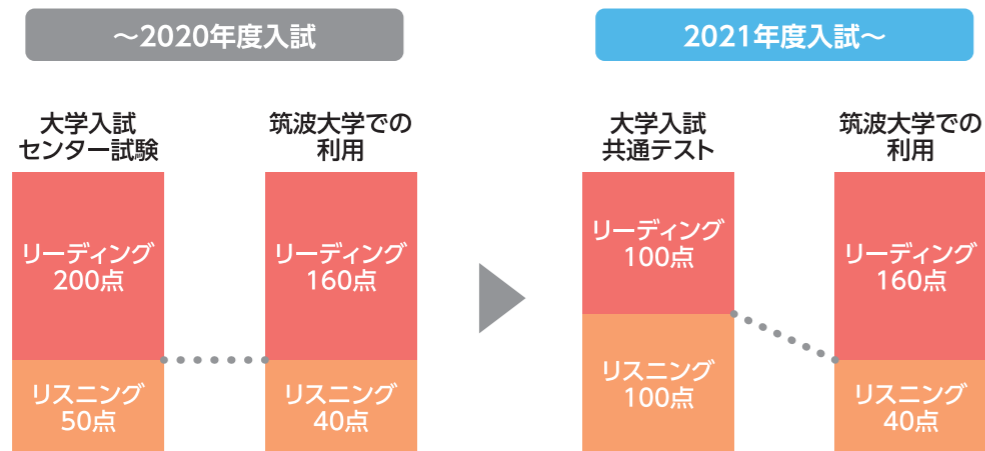 ～2020年度入試
大学入試
センター試験
筑波大学での
利用
リーディング
200点
リーディング
160点
リスニング
50点
リスニング
40点
2021年度入試～
大学入試
共通テスト
筑波大学での
利用
リーディング
100点
リーディング
160点
リスニング
100点
リスニング
40点